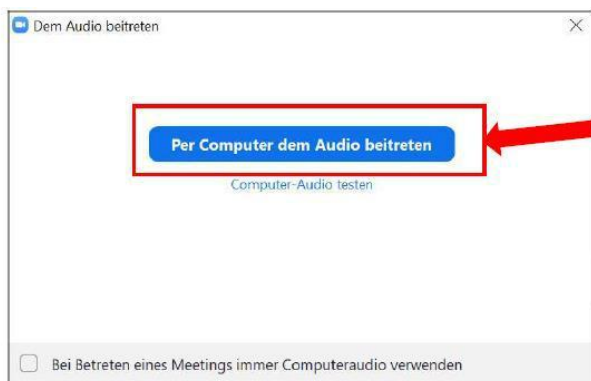 Dem Audio beitreten
Per Computer dem Audio beitreten
Computer-Audio testen
Bei Betreten eines Meetings immer Computeraudio verwenden